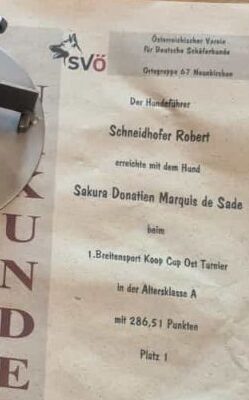 svö
Österreichischer Verein
für Deutsche Schäferhunde
Ortsgruppe 67 Neunkirchen
URKUNDE
Der Hundeführer
Schneidhofer Robert
erreichte mit dem Hund
Sakura Donatien Marquis de Sade
beim
1.Breitensport Koop Cup Ost Turnier
in der Altersklasse A
mit 286,51 Punkten
Platz 1